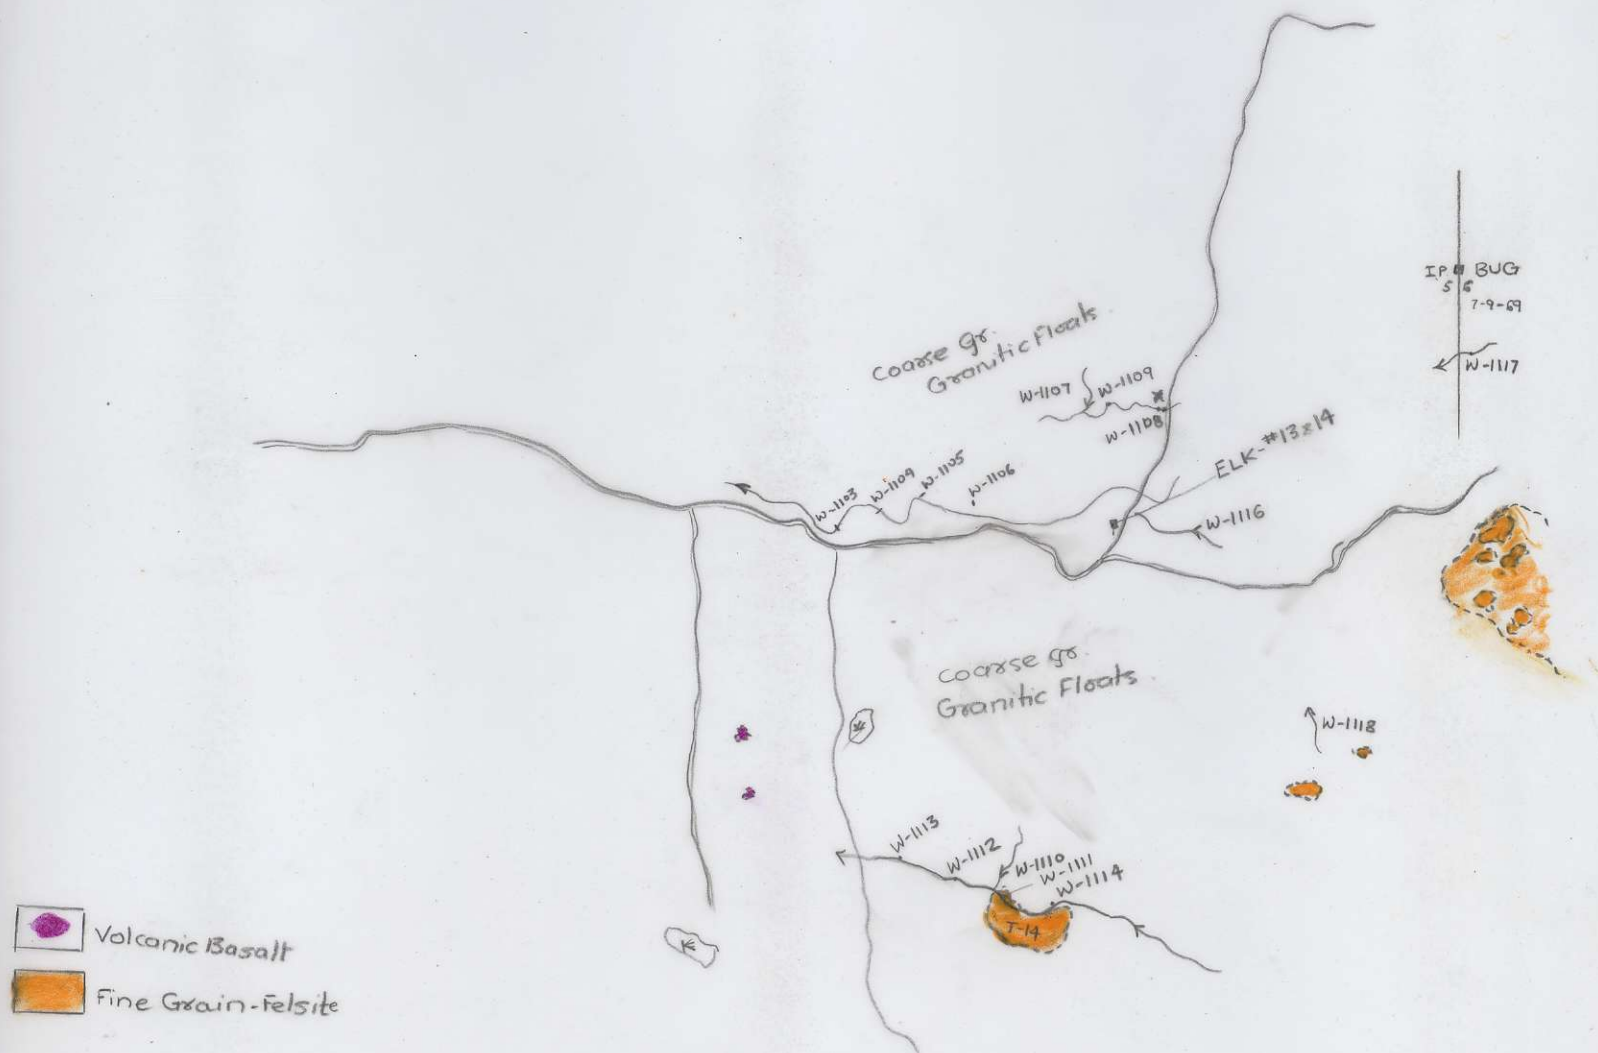 IP BUG
5 6
7-9-69
W-1117
Coarse gr.
Granitic Floats
W-1107
W-1109
W-1108
ELK-#13&14
W-1103
W-1109
W-1105
W-1106
W-1116
Coarse gr.
Granitic Floats
W-1118
W-1113
W-1112
W-1110
W-1111
W-1114
T-14
Volcanic Basalt
Fine Grain-Felsite